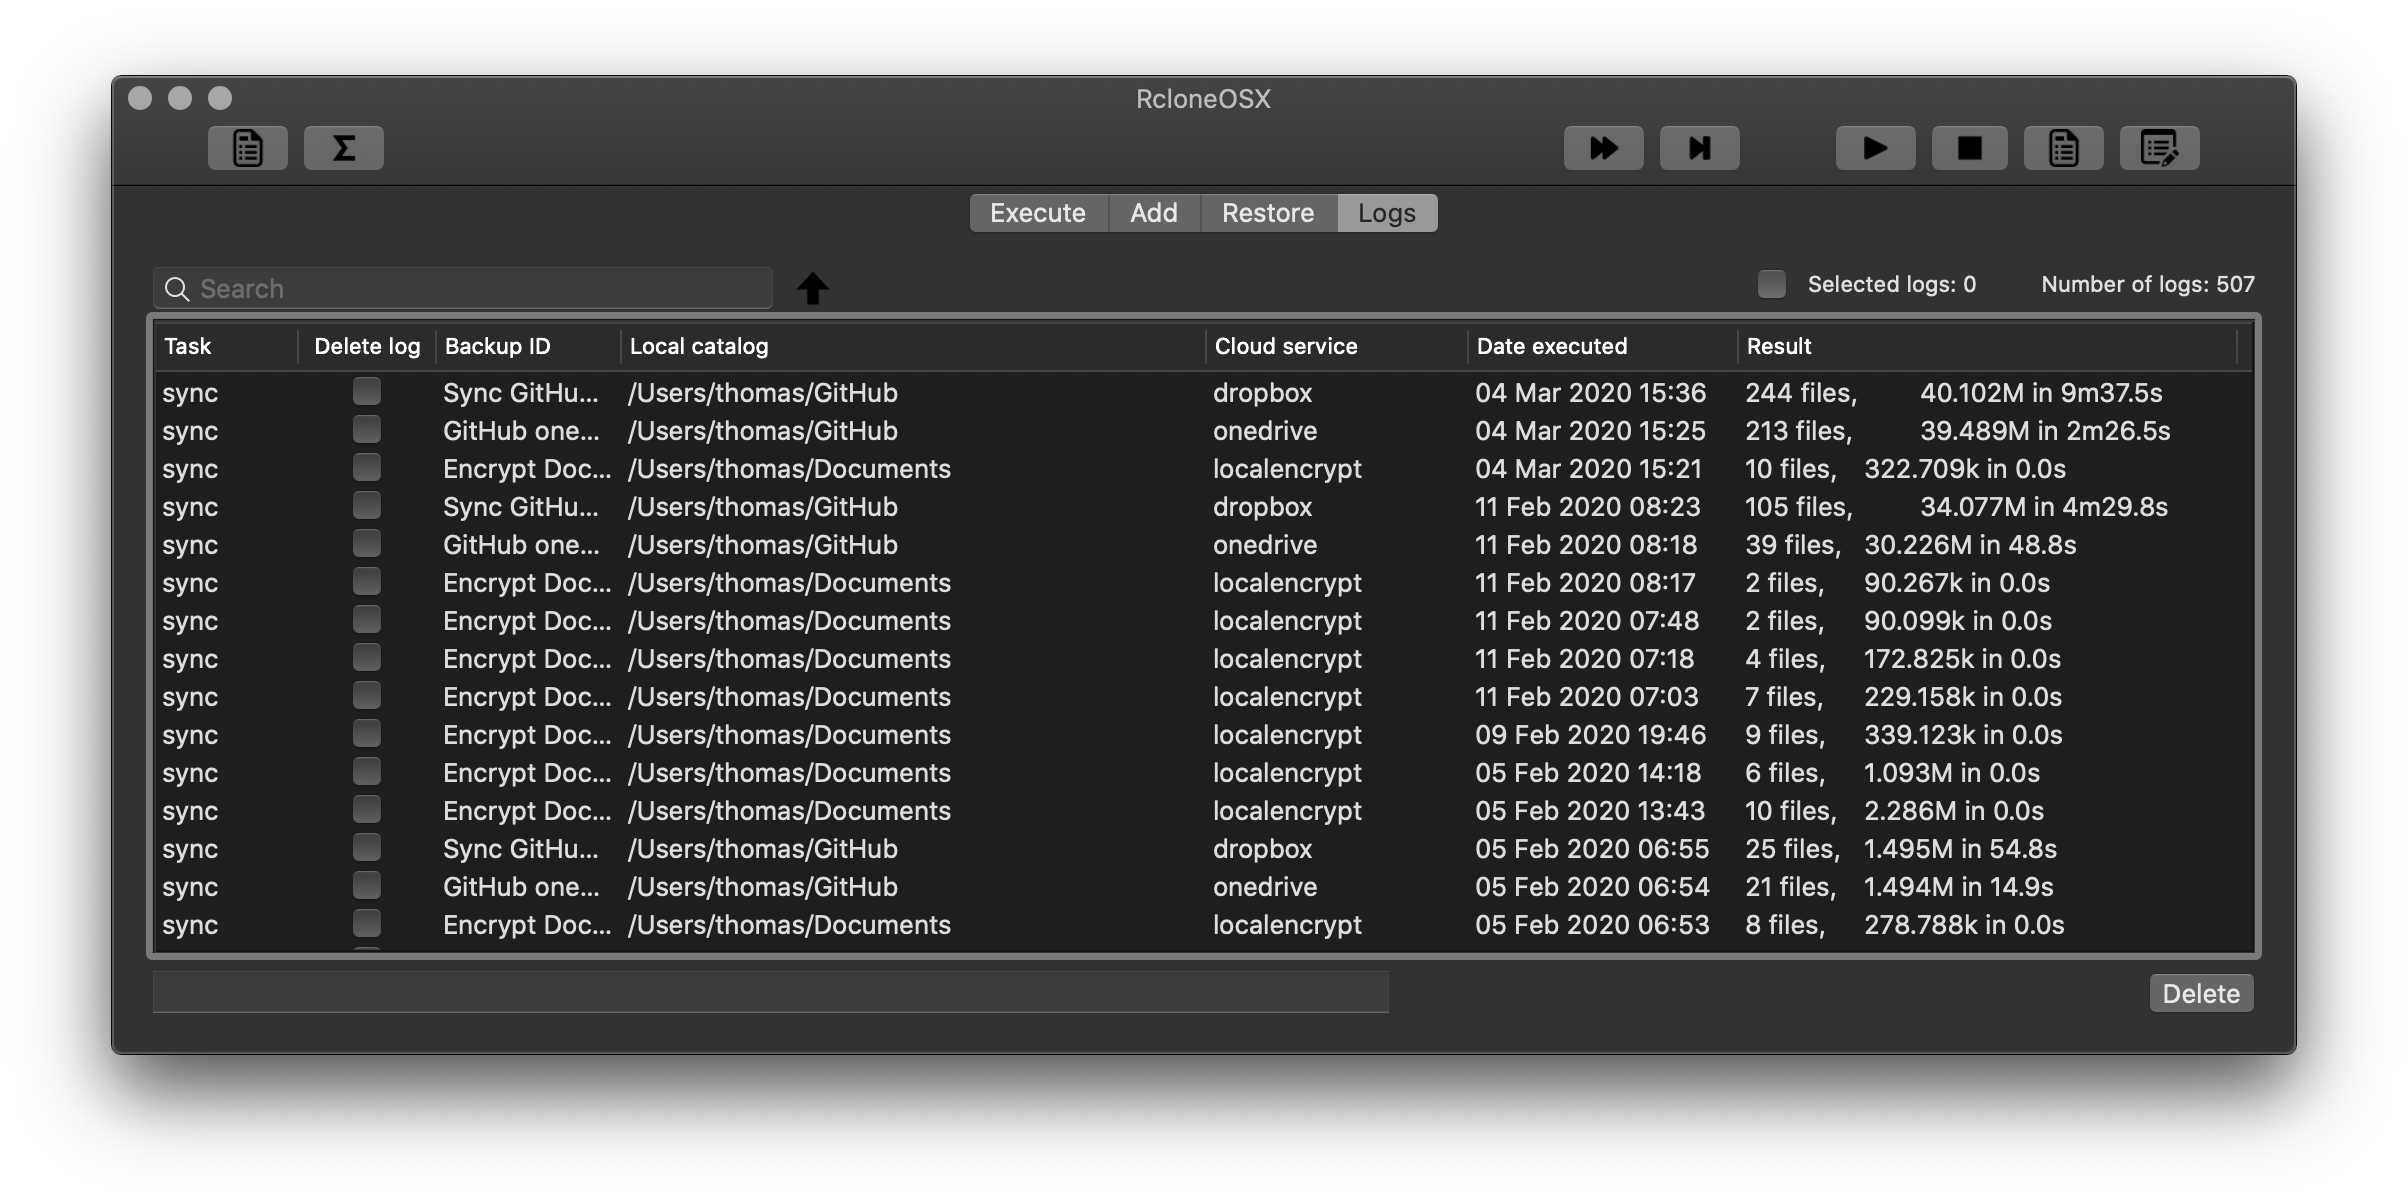 RcloneOSX
Execute Add Restore Logs
Search Selected logs: 0 Number of logs: 507
Task Delete log Backup ID Local catalog Cloud service Date executed Result
sync Sync GitHu... /Users/thomas/GitHub dropbox 04 Mar 2020 15:36 244 files, 40.102M in 9m37.5s
sync GitHub one... /Users/thomas/GitHub onedrive 04 Mar 2020 15:25 213 files, 39.489M in 2m26.5s
sync Encrypt Doc... /Users/thomas/Documents localencrypt 04 Mar 2020 15:21 10 files, 322.709k in 0.0s
sync Sync GitHu... /Users/thomas/GitHub dropbox 11 Feb 2020 08:23 105 files, 34.077M in 4m29.8s
sync GitHub one... /Users/thomas/GitHub onedrive 11 Feb 2020 08:18 39 files, 30.226M in 48.8s
sync Encrypt Doc... /Users/thomas/Documents localencrypt 11 Feb 2020 08:17 2 files, 90.267k in 0.0s
sync Encrypt Doc... /Users/thomas/Documents localencrypt 11 Feb 2020 07:48 2 files, 90.099k in 0.0s
sync Encrypt Doc... /Users/thomas/Documents localencrypt 11 Feb 2020 07:18 4 files, 172.825k in 0.0s
sync Encrypt Doc... /Users/thomas/Documents localencrypt 11 Feb 2020 07:03 7 files, 229.158k in 0.0s
sync Encrypt Doc... /Users/thomas/Documents localencrypt 09 Feb 2020 19:46 9 files, 339.123k in 0.0s
sync Encrypt Doc... /Users/thomas/Documents localencrypt 05 Feb 2020 14:18 6 files, 1.093M in 0.0s
sync Encrypt Doc... /Users/thomas/Documents localencrypt 05 Feb 2020 13:43 10 files, 2.286M in 0.0s
sync Sync GitHu... /Users/thomas/GitHub dropbox 05 Feb 2020 06:55 25 files, 1.495M in 54.8s
sync GitHub one... /Users/thomas/GitHub onedrive 05 Feb 2020 06:54 21 files, 1.494M in 14.9s
sync Encrypt Doc... /Users/thomas/Documents localencrypt 05 Feb 2020 06:53 8 files, 278.788k in 0.0s
Delete